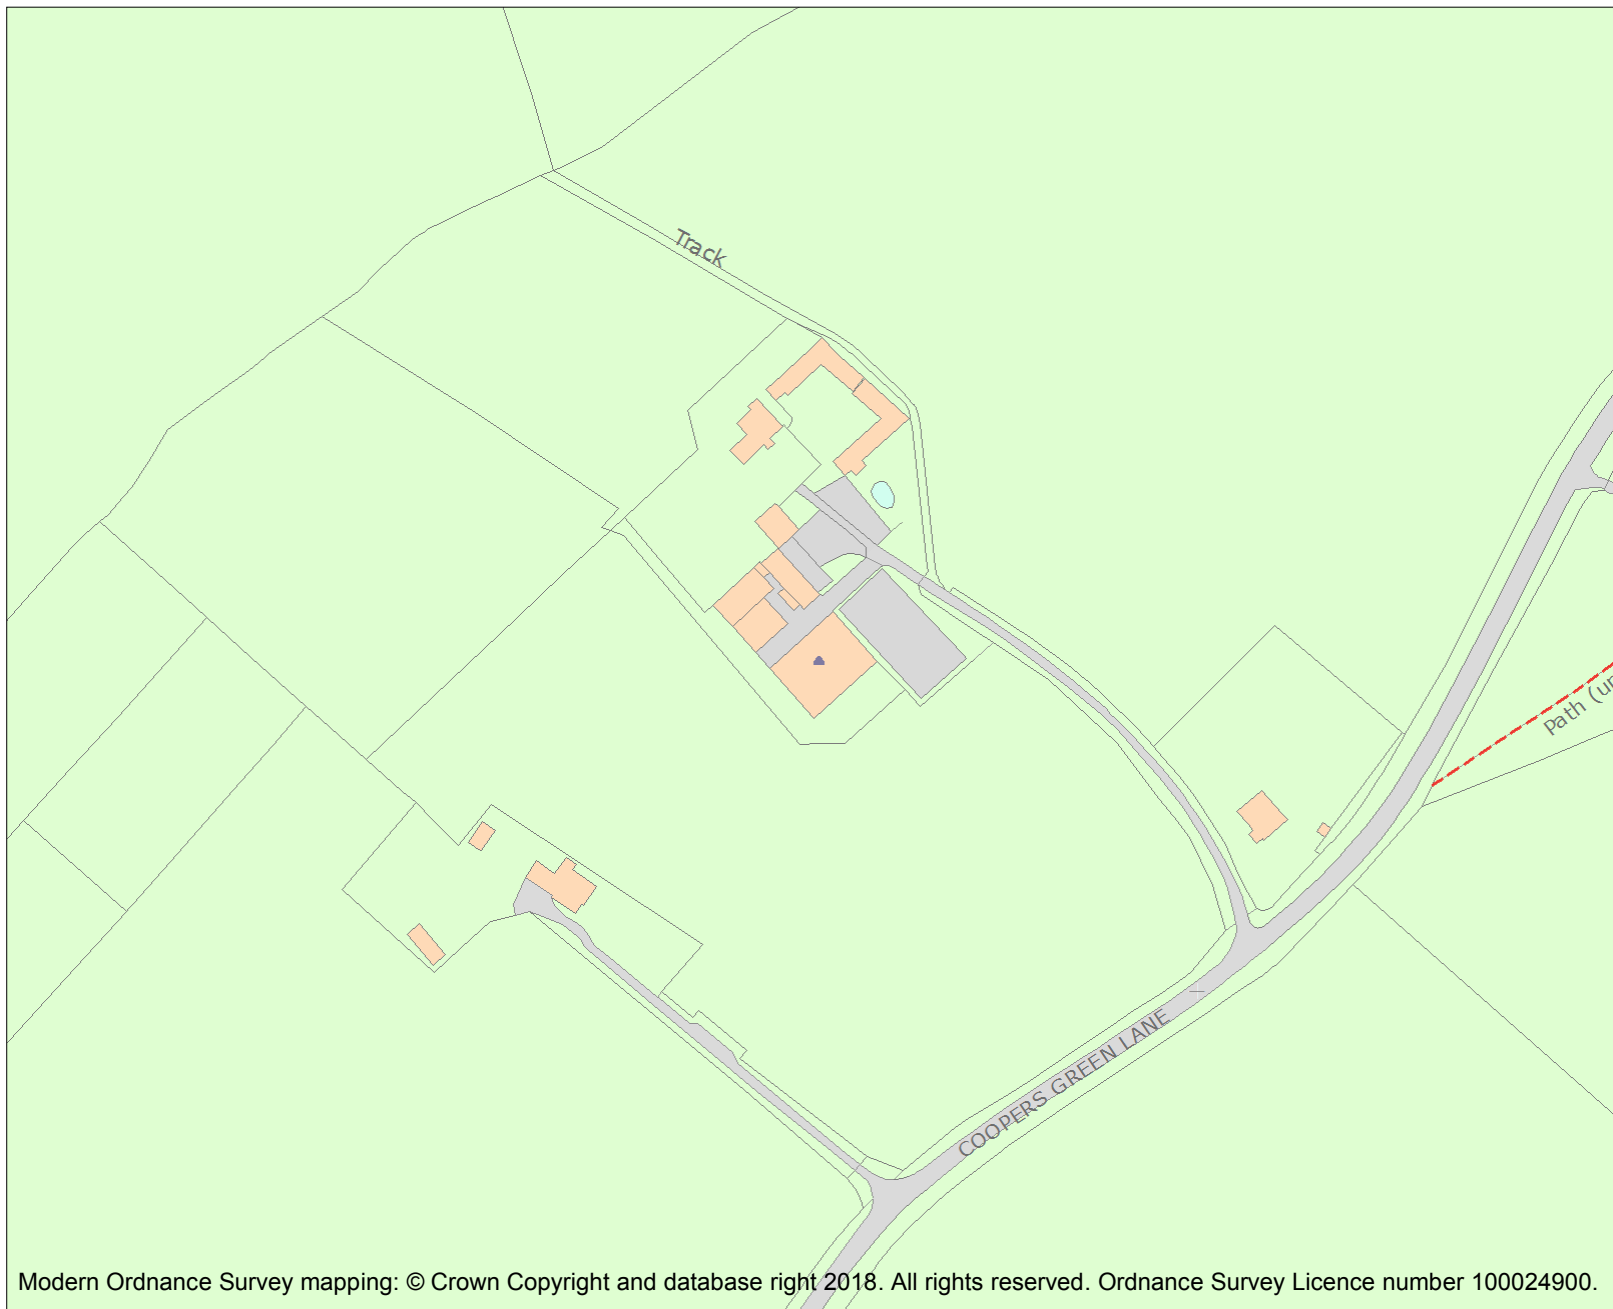 Track
Path (
COOPERS GREEN LANE
Modern Ordnance Survey mapping: © Crown Copyright and database right 2018. All rights reserved. Ordnance Survey Licence number 100024900.